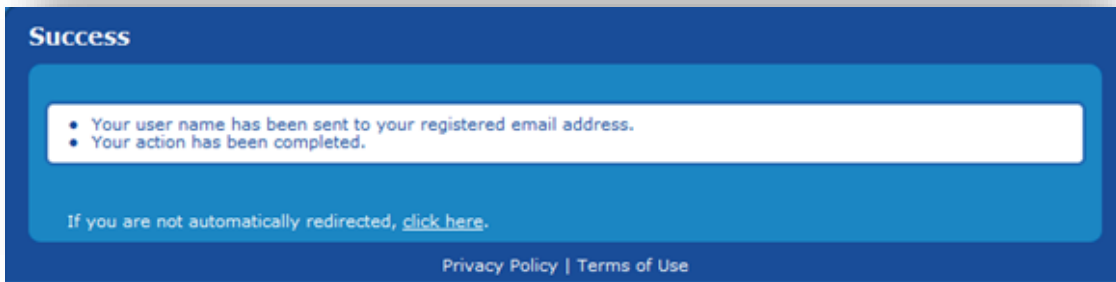 Success
• Your user name has been sent to your registered email address.
• Your action has been completed.
If you are not automatically redirected, click here.
Privacy Policy | Terms of Use